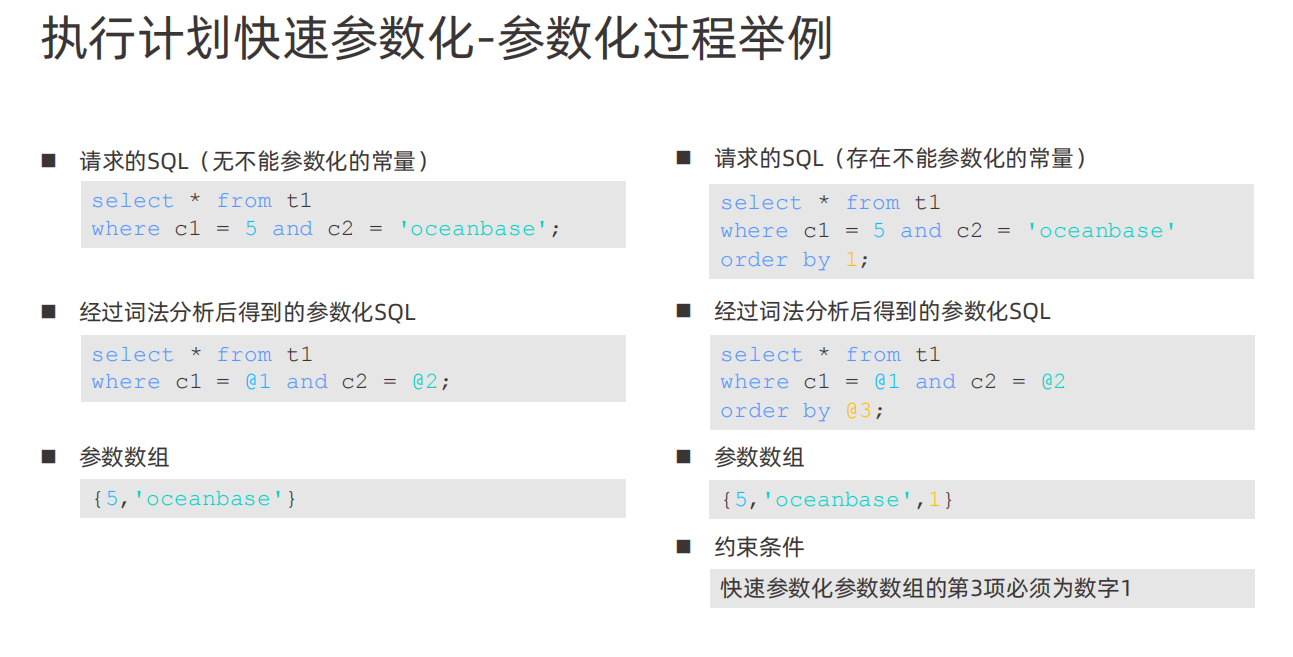 执行计划快速参数化-参数化过程举例
■ 请求的SQL（无不能参数化的常量）
select * from t1
where c1 = 5 and c2 = 'oceanbase';
■ 经过词法分析后得到的参数化SQL
select * from t1
where c1 = @1 and c2 = @2;
■ 参数数组
{5,'oceanbase'}
■ 请求的SQL（存在不能参数化的常量）
select * from t1
where c1 = 5 and c2 = 'oceanbase'
order by 1;
■ 经过词法分析后得到的参数化SQL
select * from t1
where c1 = @1 and c2 = @2
order by @3;
■ 参数数组
{5,'oceanbase',1}
■ 约束条件
快速参数化参数数组的第3项必须为数字1